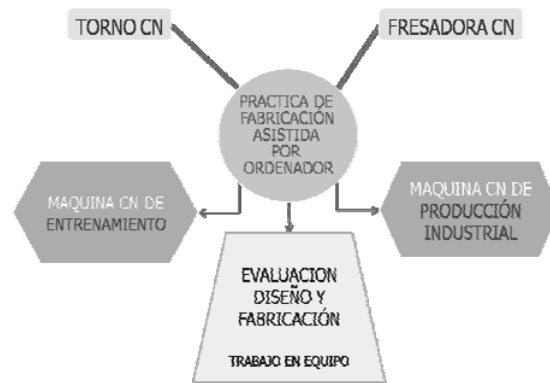 TORNO CN
FRESADORA CN
PRACTICA DE
FABRICACIÓN
ASISTIDA
POR
ORDENADOR
MAQUINA CN DE
ENTRENAMIENTO
MAQUINA CN DE
PRODUCCIÓN
INDUSTRIAL
EVALUACION
DISEÑO Y
FABRICACIÓN
TRABAJO EN EQUIPO